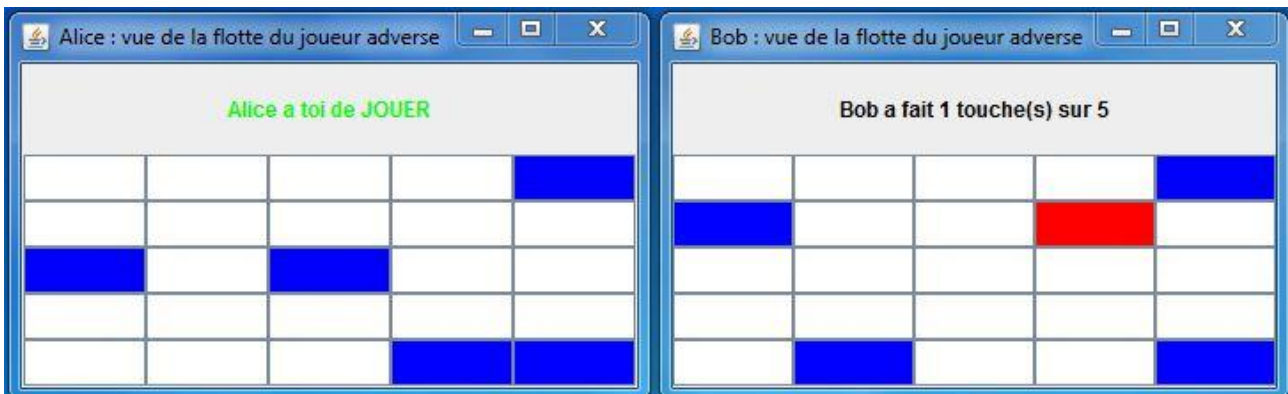 Alice : vue de la flotte du joueur adverse
Alice a toi de JOUER
Bob : vue de la flotte du joueur adverse
Bob a fait 1 touche(s) sur 5